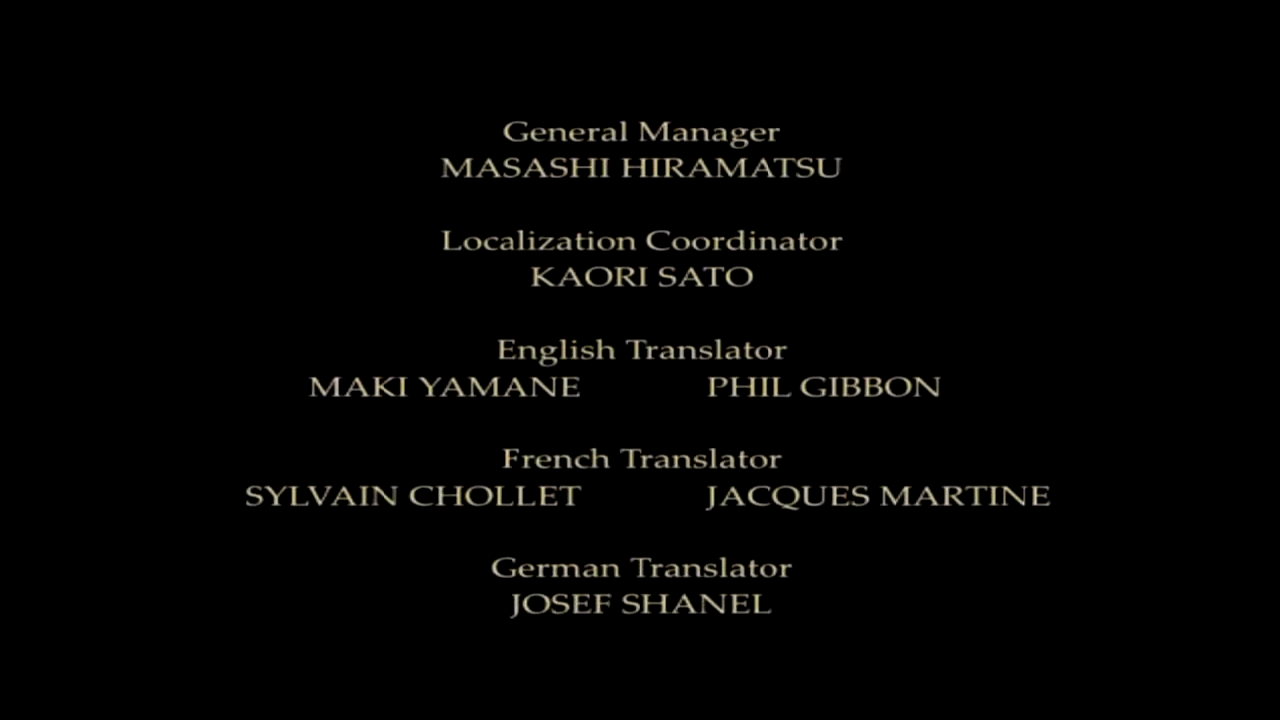 General Manager
MASASHI HIRAMATSU
Localization Coordinator
KAORI SATO
English Translator
MAKI YAMANE PHIL GIBBON
French Translator
SYLVAIN CHOLLET JACQUES MARTINE
German Translator
JOSEF SHANEL